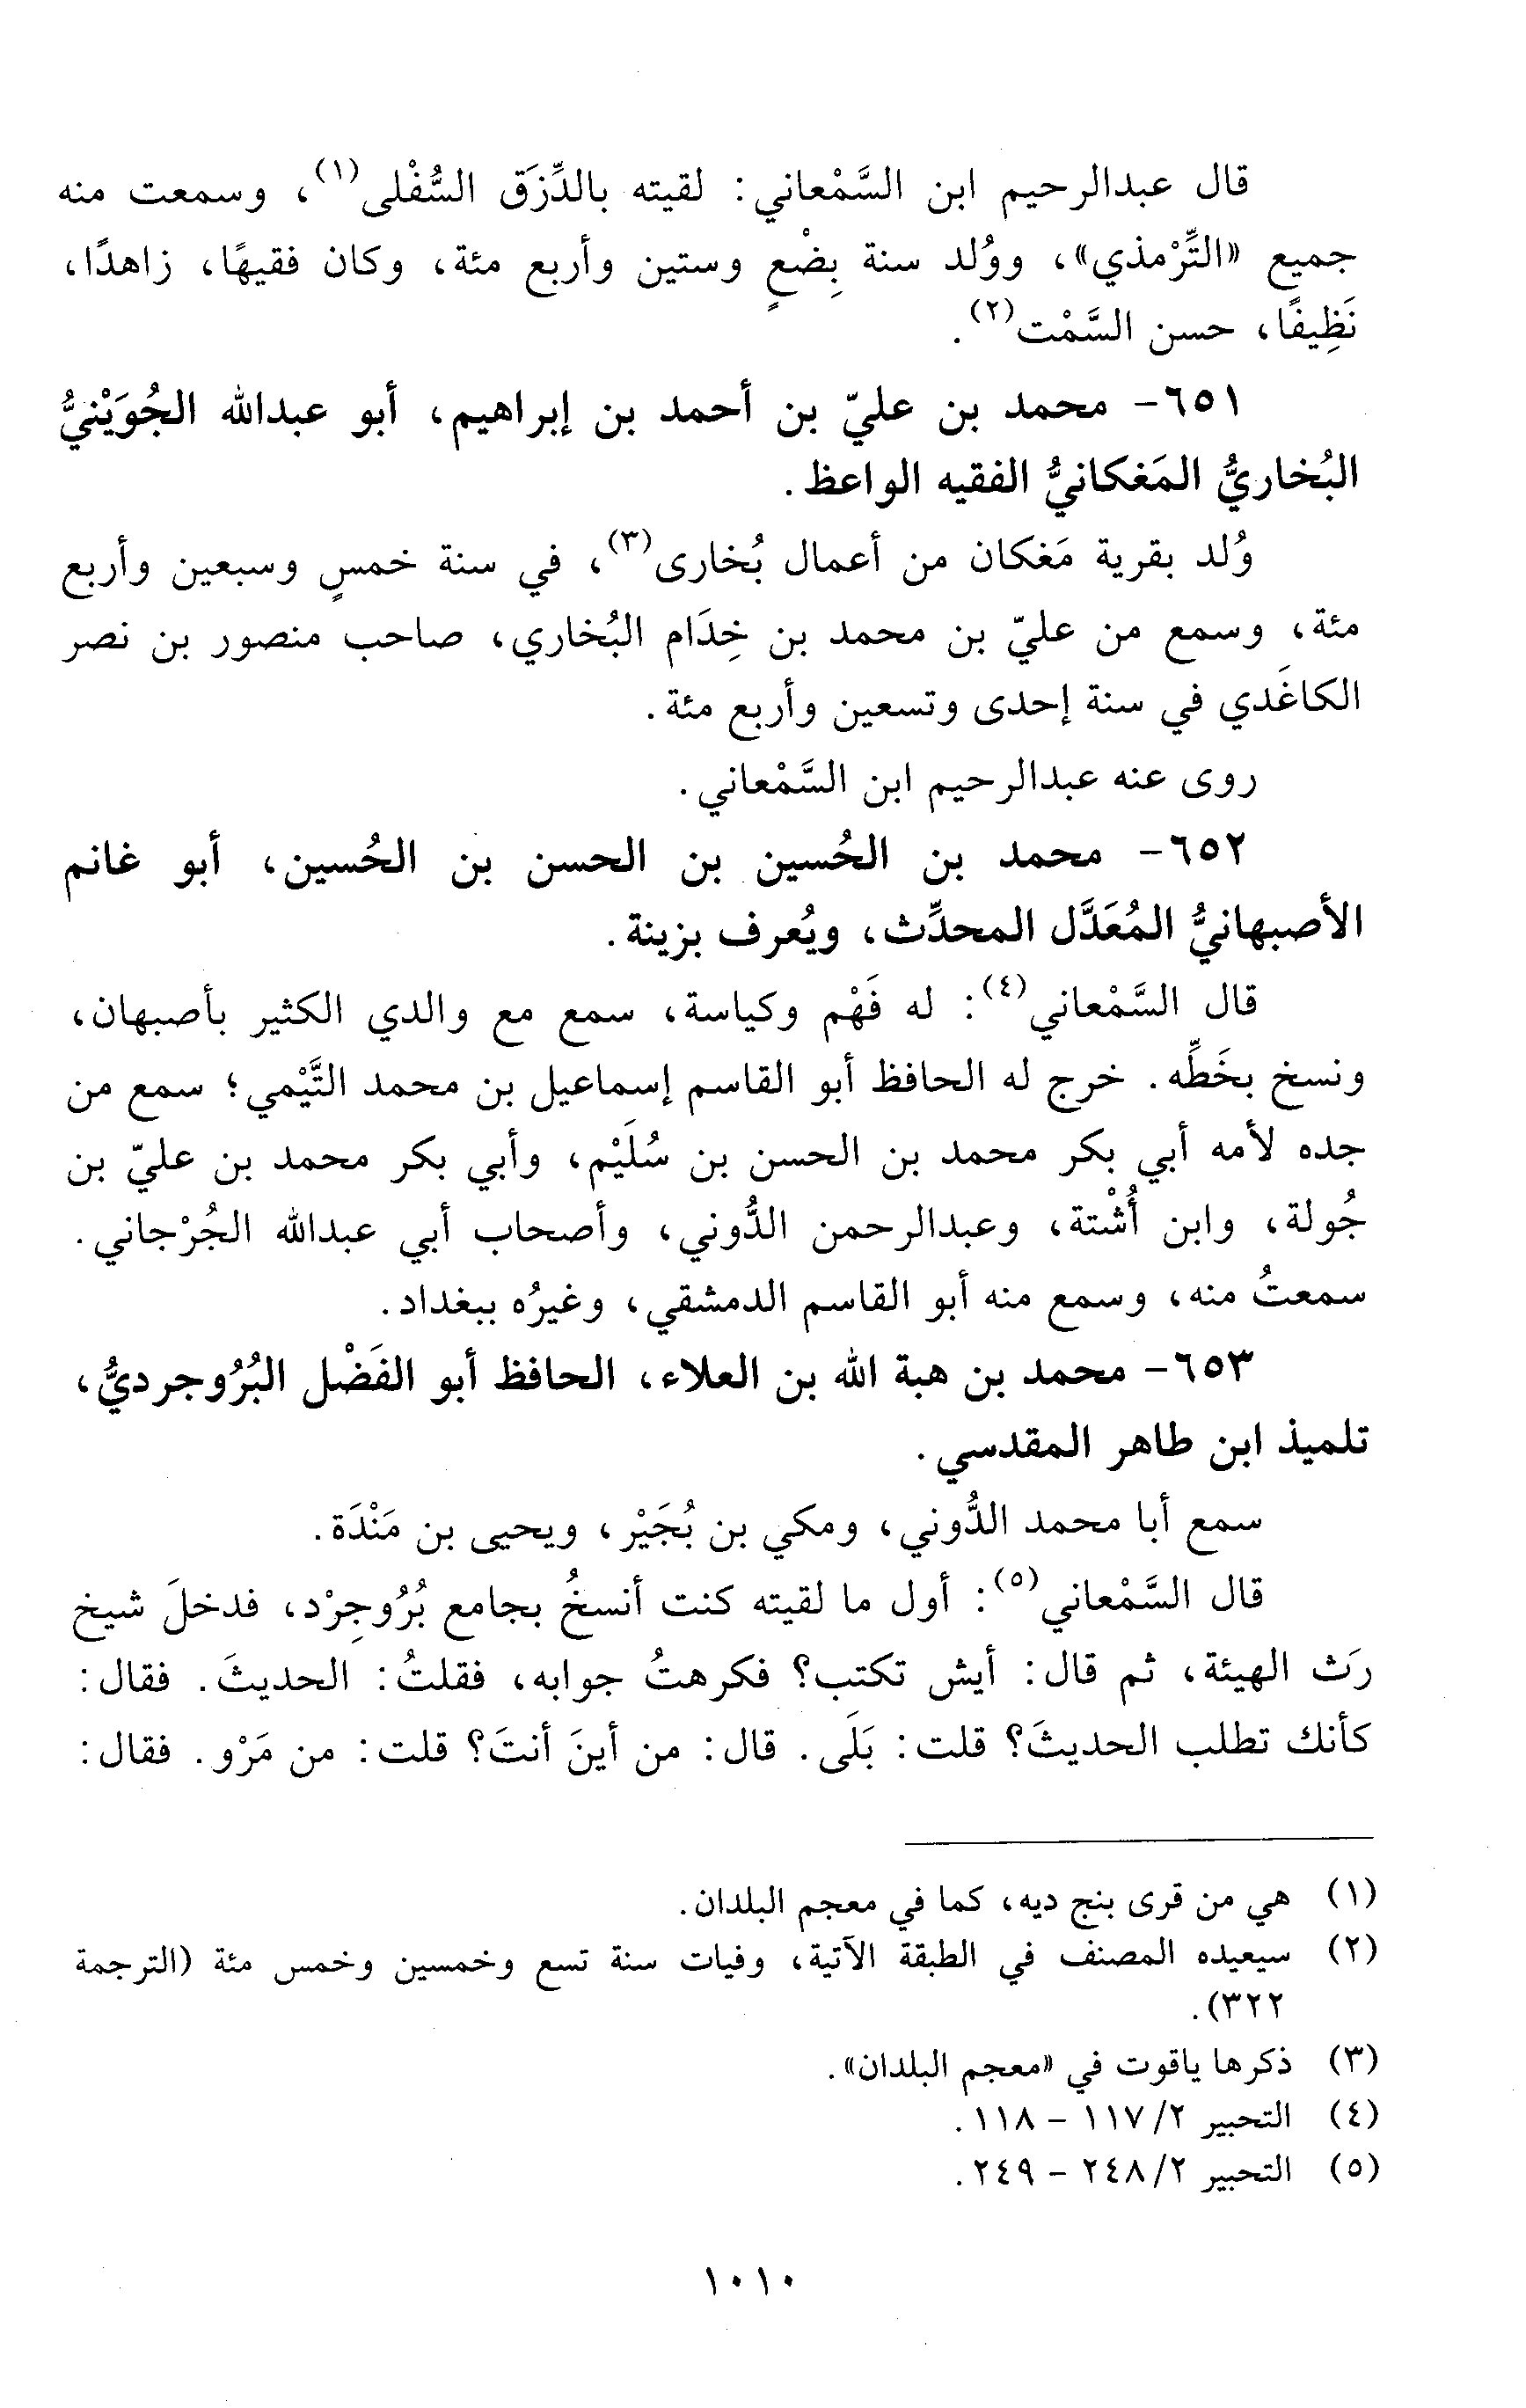 قال عبدالرحيم ابن السَّمْعاني: لقيته بالدِّزَق السُّفْلى(١)، وسمعت منه
جميع «التِّرْمذي»، ووُلد سنة بِضْعٍ وستين وأربع مئة، وكان فقيهًا، زاهدًا،
نَظِيفًا، حسن السَّمْت(٢).
٦٥١- محمد بن عليّ بن أحمد بن إبراهيم، أبو عبدالله الجُوَيْنيُّ
البُخاريُّ المَغكانيُّ الفقيه الواعظ.
وُلد بقرية مَغكان من أعمال بُخارى(٣)، في سنة خمسٍ وسبعين وأربع
مئة، وسمع من عليّ بن محمد بن خِدَام البُخاري، صاحب منصور بن نصر
الكاغَدي في سنة إحدى وتسعين وأربع مئة.
روى عنه عبدالرحيم ابن السَّمْعاني.
٦٥٢- محمد بن الحُسين بن الحسن بن الحُسين، أبو غانم
الأصبهانيُّ المُعَدَّل المحدِّث، ويُعرف بزينة.
قال السَّمْعاني(٤): له فَهْم وكياسة، سمع مع والدي الكثير بأصبهان،
ونسخ بخَطِّه. خرج له الحافظ أبو القاسم إسماعيل بن محمد التَّيْمي؛ سمع من
جده لأمه أبي بكر محمد بن الحسن بن سُلَيْم، وأبي بكر محمد بن عليّ بن
جُولة، وابن أُشْتة، وعبدالرحمن الدُّوني، وأصحاب أبي عبدالله الجُرْجاني.
سمعتُ منه، وسمع منه أبو القاسم الدمشقي، وغيرُه ببغداد.
٦٥٣- محمد بن هبة الله بن العلاء، الحافظ أبو الفَضْل البُرُوجرديُّ،
تلميذ ابن طاهر المقدسي.
سمع أبا محمد الدُّوني، ومكي بن بُجَيْر، ويحيى بن مَنْدَة.
قال السَّمْعاني(٥): أول ما لقيته كنت أنسخُ بجامع بُرُوجِرْد، فدخلَ شيخ
رَث الهيئة، ثم قال: أيش تكتب؟ فكرهتُ جوابه، فقلتُ: الحديثَ. فقال:
كأنك تطلب الحديثَ؟ قلت: بَلَى. قال: من أينَ أنتَ؟ قلت: من مَرْو. فقال:
(١) هي من قرى بنج ديه، كما في معجم البلدان.
(٢) سيعيده المصنف في الطبقة الآتية، وفيات سنة تسع وخمسين وخمس مئة (الترجمة
٣٢٢).
(٣) ذكرها ياقوت في «معجم البلدان».
(٤) التحبير ٢/ ١١٧ - ١١٨.
(٥) التحبير ٢/ ٢٤٨ - ٢٤٩.
١٠١٠